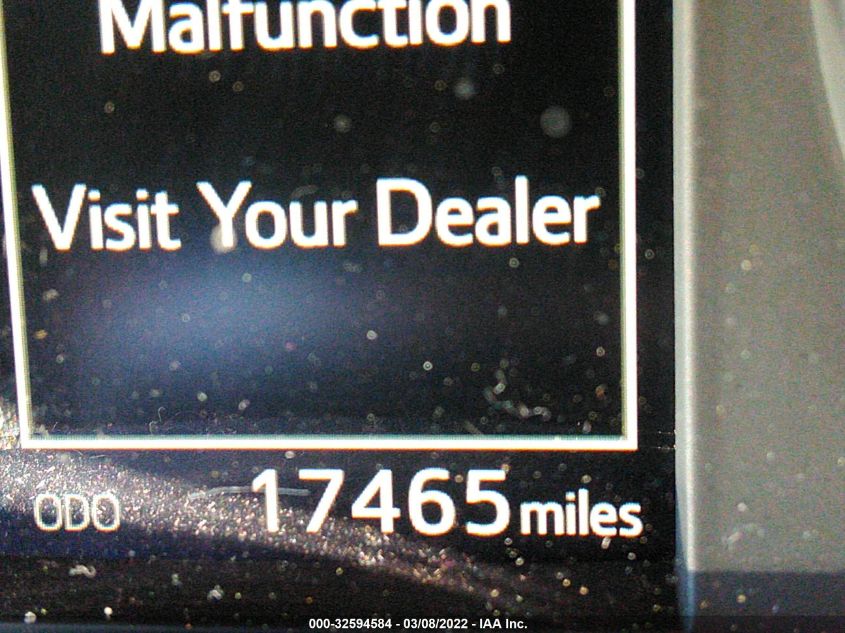 Malfunction
Visit Your Dealer
ODO 17465 miles
000-32594584 - 03/08/2022 - IAA Inc.